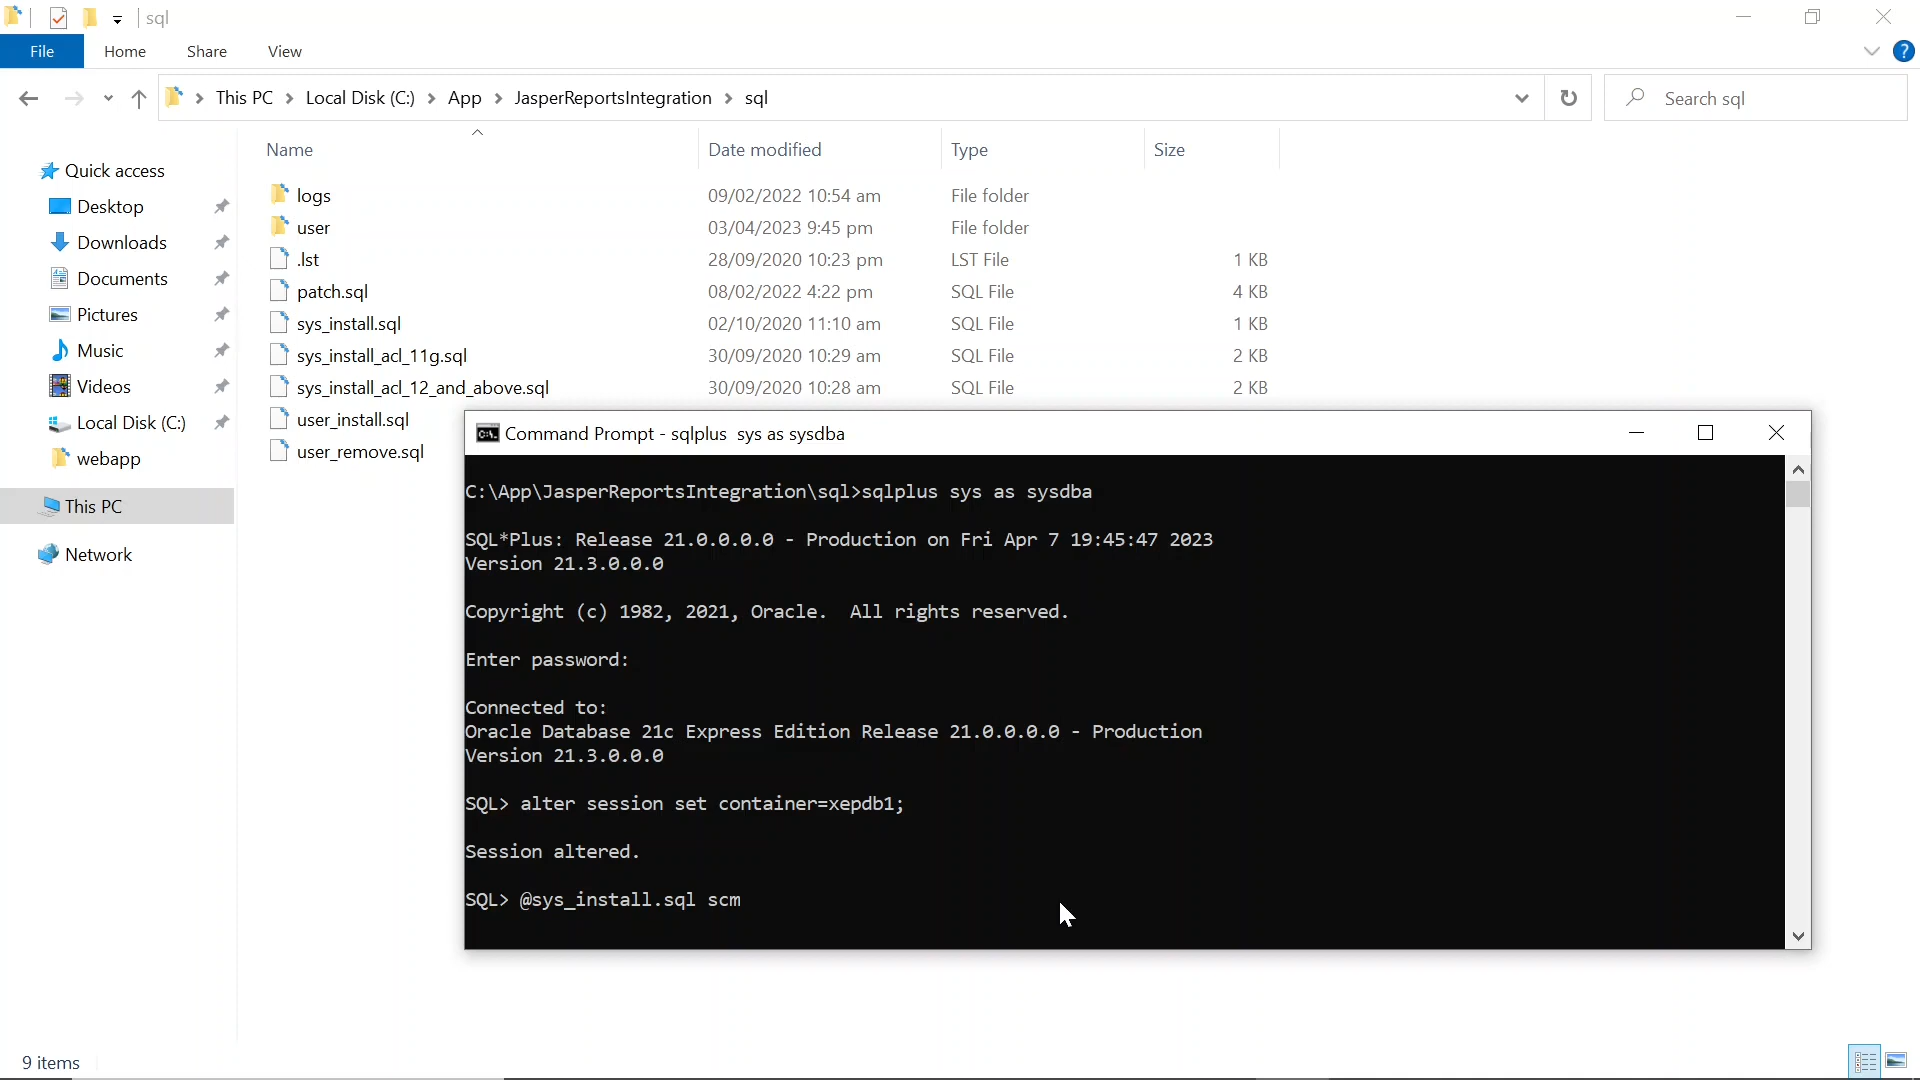 sql
File Home Share View
This PC Local Disk (C:) App JasperReportsIntegration sql
Search sql
Name Date modified Type Size
Quick access
Desktop
Downloads
Documents
Pictures
Music
Videos
Local Disk (C:)
webapp
This PC
Network
logs 09/02/2022 10:54 am File folder
user 03/04/2023 9:45 pm File folder
.lst 28/09/2020 10:23 pm LST File 1 KB
patch.sql 08/02/2022 4:22 pm SQL File 4 KB
sys_install.sql 02/10/2020 11:10 am SQL File 1 KB
sys_install_acl_11g.sql 30/09/2020 10:29 am SQL File 2 KB
sys_install_acl_12_and_above.sql 30/09/2020 10:28 am SQL File 2 KB
user_install.sql
user_remove.sql
C:\. Command Prompt - sqlplus  sys as sysdba
C:\App\JasperReportsIntegration\sql>sqlplus sys as sysdba
SQL*Plus: Release 21.0.0.0.0 - Production on Fri Apr 7 19:45:47 2023
Version 21.3.0.0.0
Copyright (c) 1982, 2021, Oracle.  All rights reserved.
Enter password:
Connected to:
Oracle Database 21c Express Edition Release 21.0.0.0.0 - Production
Version 21.3.0.0.0
SQL> alter session set container=xepdb1;
Session altered.
SQL> @sys_install.sql scm
9 items